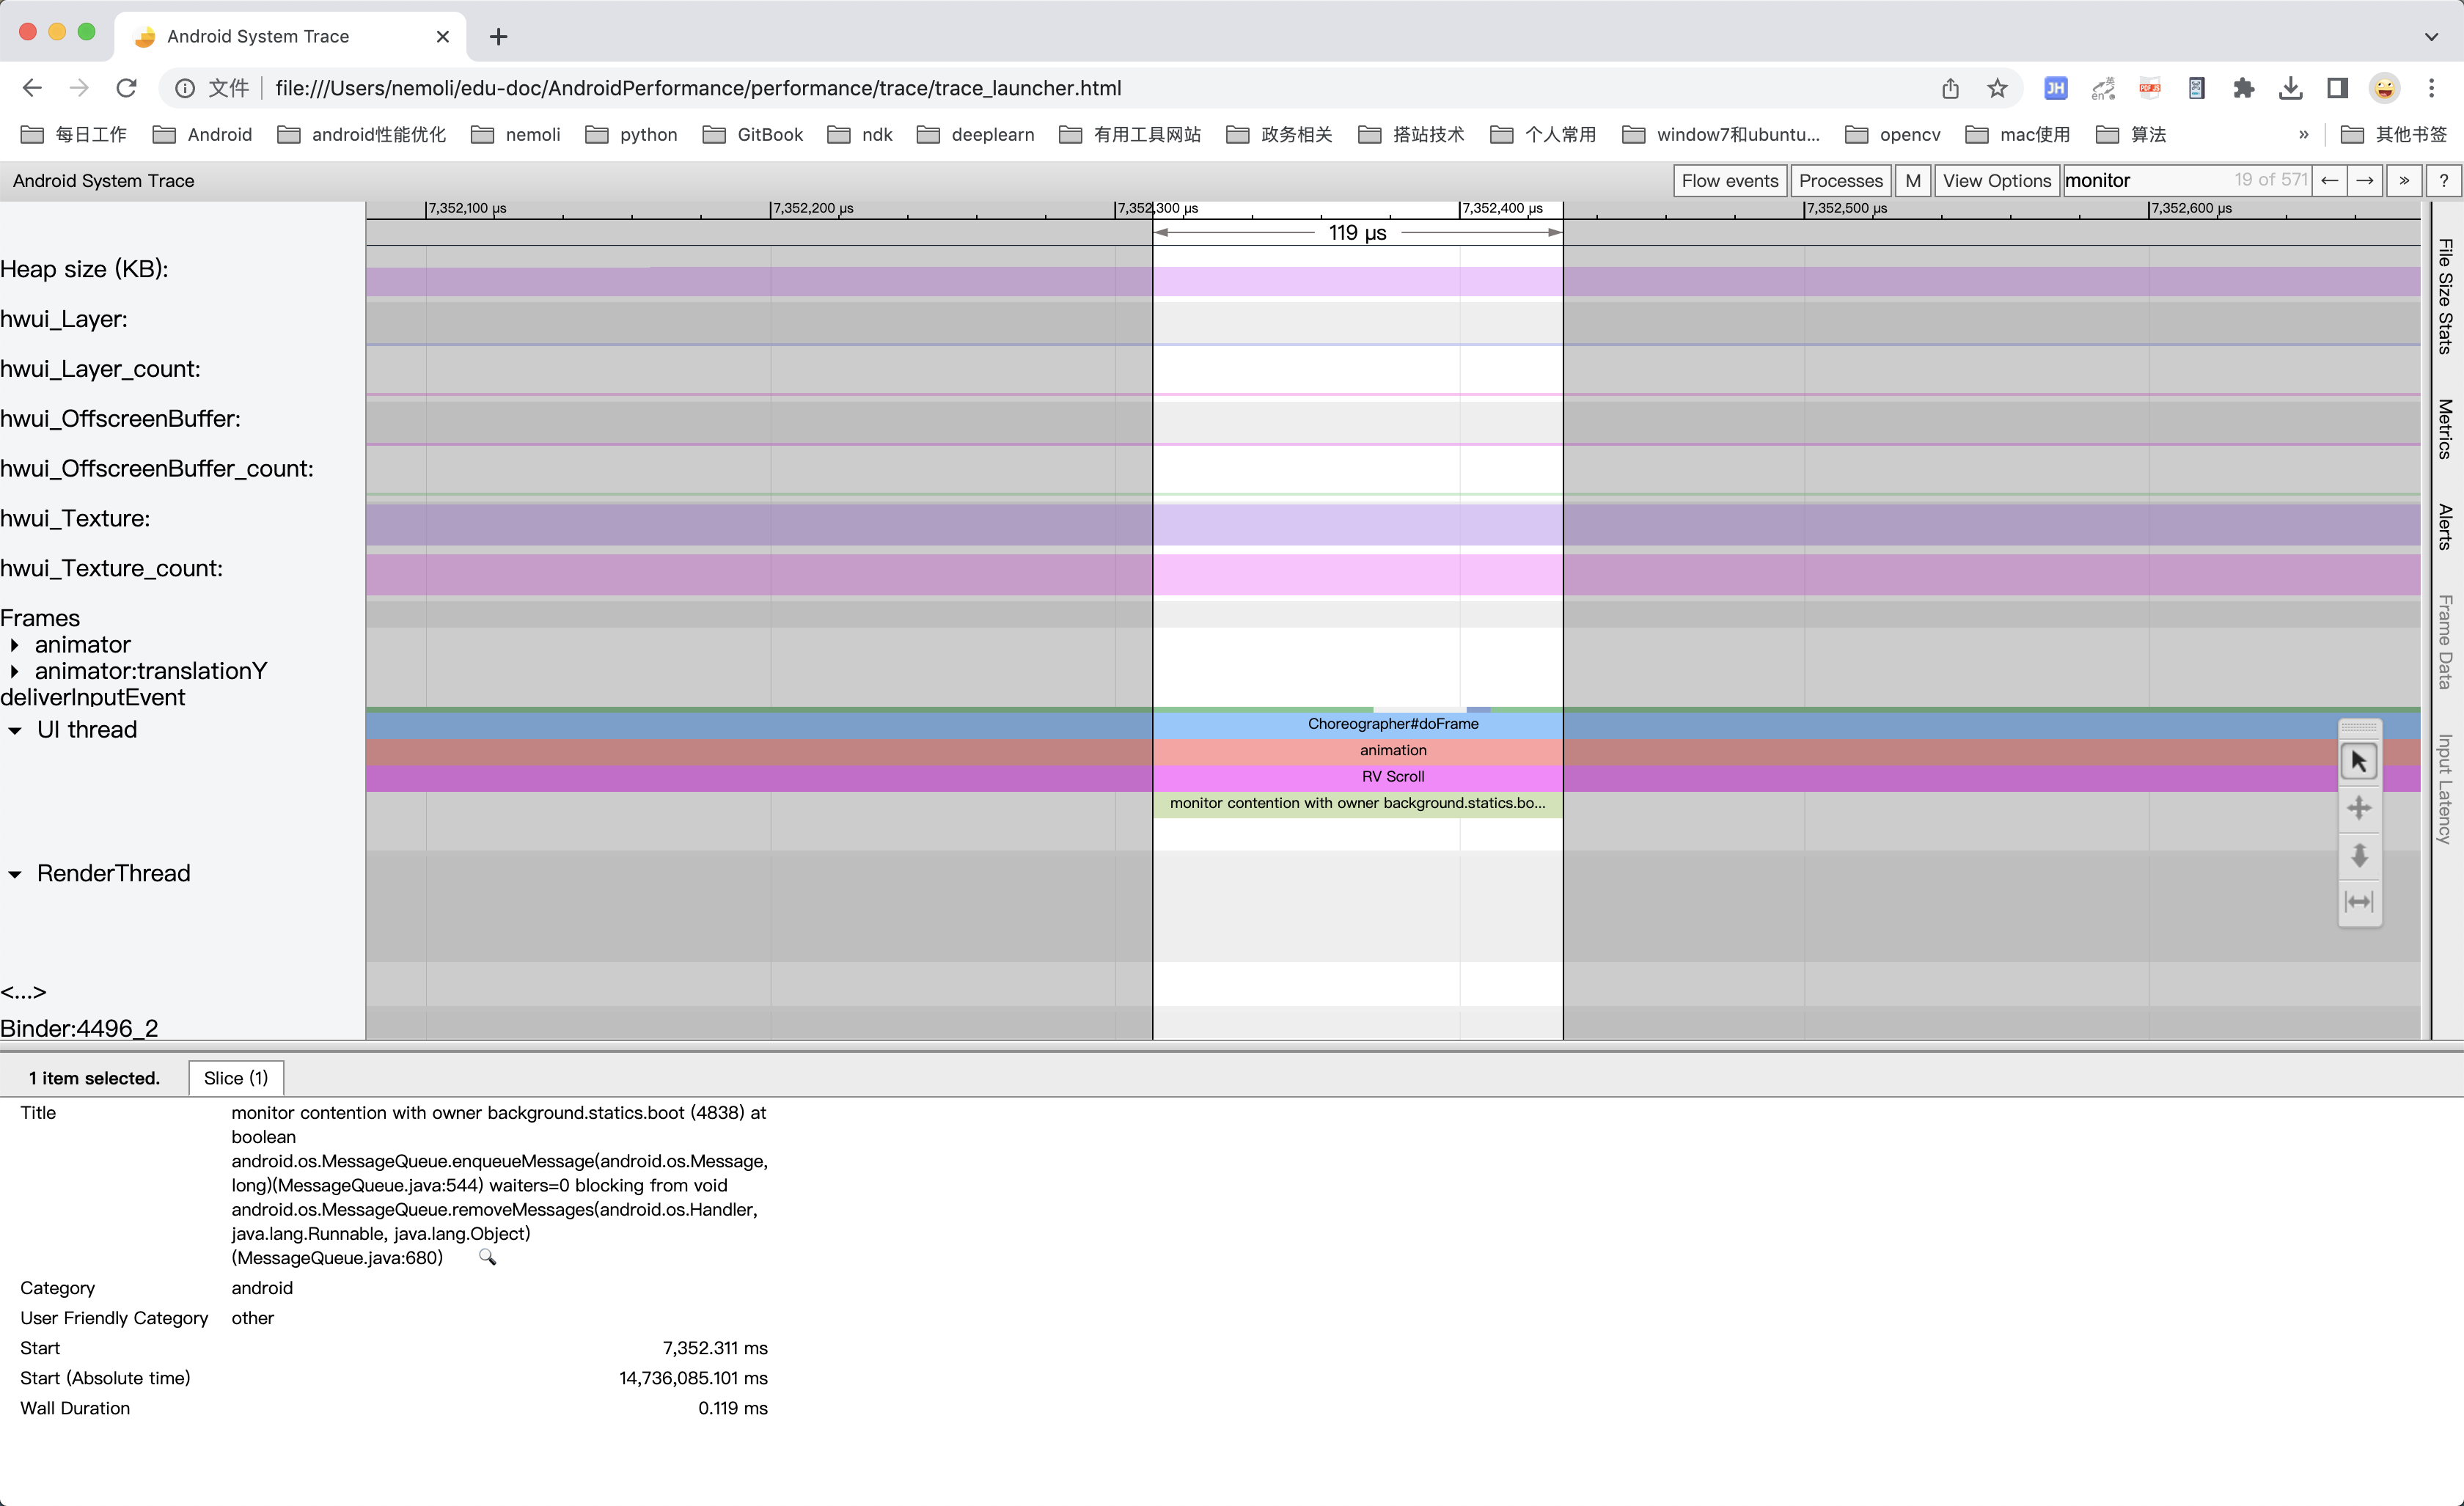 Android System Trace
文件
file:///Users/nemoli/edu-doc/AndroidPerformance/performance/trace/trace_launcher.html
JH
英
en
PDF JS
每日工作
Android
android性能优化
nemoli
python
GitBook
ndk
deeplearn
有用工具网站
政务相关
搭站技术
个人常用
window7和ubuntu...
opencv
mac使用
算法
»
其他书签
Android System Trace
Flow events
Processes
M
View Options
monitor
19 of 571
←
→
»
?
7,352,100 µs
7,352,200 µs
7,352,300 µs
7,352,400 µs
7,352,500 µs
7,352,600 µs
119 µs
Heap size (KB):
hwui_Layer:
hwui_Layer_count:
hwui_OffscreenBuffer:
hwui_OffscreenBuffer_count:
hwui_Texture:
hwui_Texture_count:
Frames
animator
animator:translationY
deliverInputEvent
UI thread
Choreographer#doFrame
animation
RV Scroll
monitor contention with owner background.statics.bo...
RenderThread
<...>
Binder:4496_2
File Size Stats
Metrics
Alerts
Frame Data
Input Latency
1 item selected.
Slice (1)
Title
monitor contention with owner background.statics.boot (4838) at
boolean
android.os.MessageQueue.enqueueMessage(android.os.Message,
long)(MessageQueue.java:544) waiters=0 blocking from void
android.os.MessageQueue.removeMessages(android.os.Handler,
java.lang.Runnable, java.lang.Object)
(MessageQueue.java:680)
Category
android
User Friendly Category
other
Start
7,352.311 ms
Start (Absolute time)
14,736,085.101 ms
Wall Duration
0.119 ms